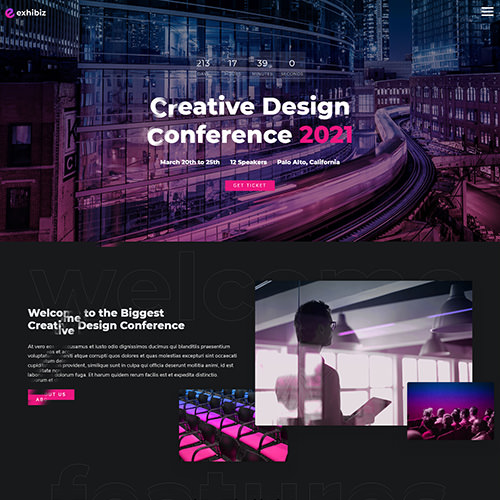 exhibiz
213 17 39 0
DAYS HOURS MINUTES SECONDS
Creative Design
Conference 2021
March 20th to 25th 12 Speakers Palo Alto, California
GET TICKET
welcome
Welcome to the Biggest
Creative Design Conference
At vero eos accusamus et iusto odio dignissimos ducimus qui blanditiis praesentium
voluptatum deleniti atque corrupti quos dolores et quas molestias excepturi sint occaecati
cupiditate non provident, similique sunt in culpa qui officia deserunt mollitia animi, id est
laborum et dolorum fuga. Et harum quidem rerum facilis est et expedita distinctio.
ABOUT US
features